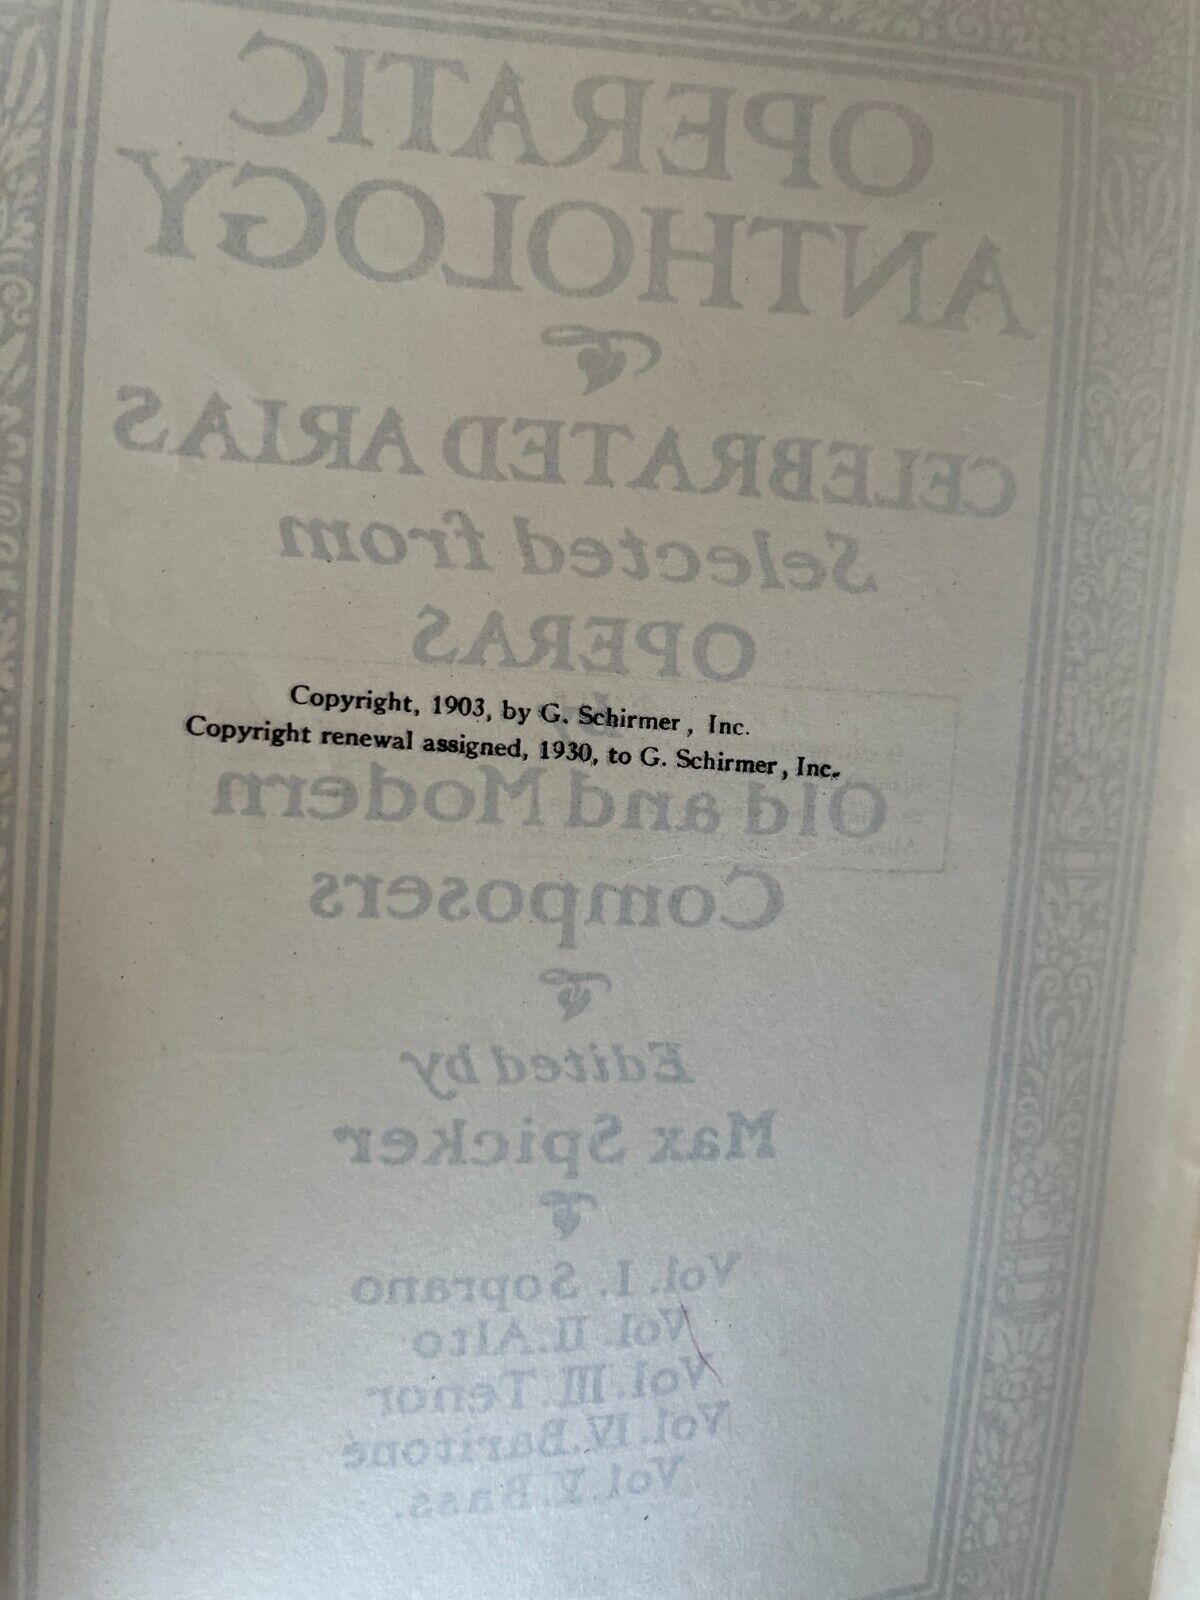 OPERATIC
ANTHOLOGY
CELEBRATED ARIAS
Selected from
OPERAS
Copyright, 1903, by G. Schirmer, Inc.
Copyright renewal assigned, 1930, to G. Schirmer, Inc.
Old and Modern
Composers
Edited by
Max Spicker
Vol. I. Soprano
Vol. II. Alto
Vol. III. Tenor
Vol. IV. Baritone
Vol. V. Bass.